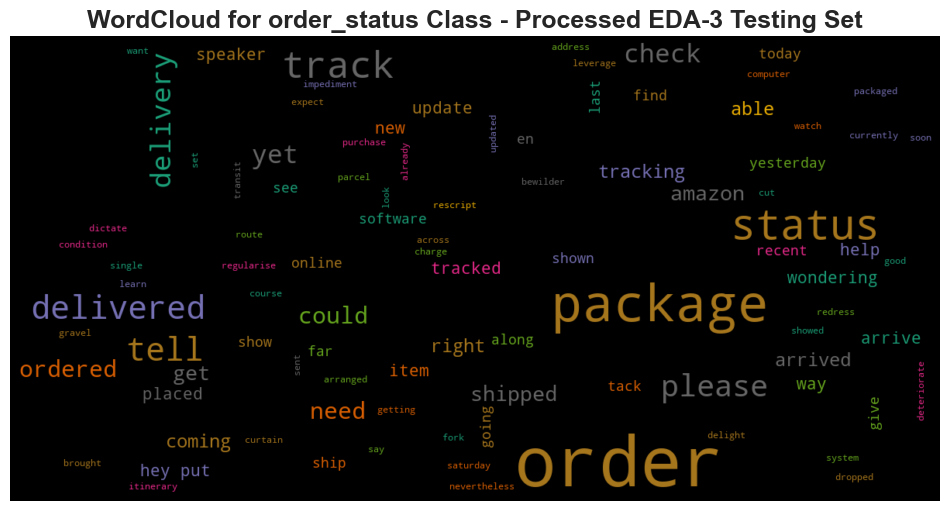 WordCloud for order_status Class - Processed EDA-3 Testing Set
want
speaker
track
address
check
today
leverage
computer
delivery
impediment
expect
update
last
find
able
packaged
new
updated
watch
currently
soon
purchase
already
en
yet
set
transit
see
parcel
look
bewilder
tracking
yesterday
amazon
cut
rescript
software
status
dictate
condition
route
across
charge
recent
help
good
single
regularise
online
tracked
shown
wondering
learn
course
delivered
package
could
redress
gravel
showed
arrive
tell
show
far
right
along
ordered
get
sent
arranged
item
arrived
placed
shipped
tack
please
way
deteriorate
need
getting
going
give
coming
curtain
fork
delight
say
order
brought
hey put
ship
saturday
system
dropped
itinerary
nevertheless